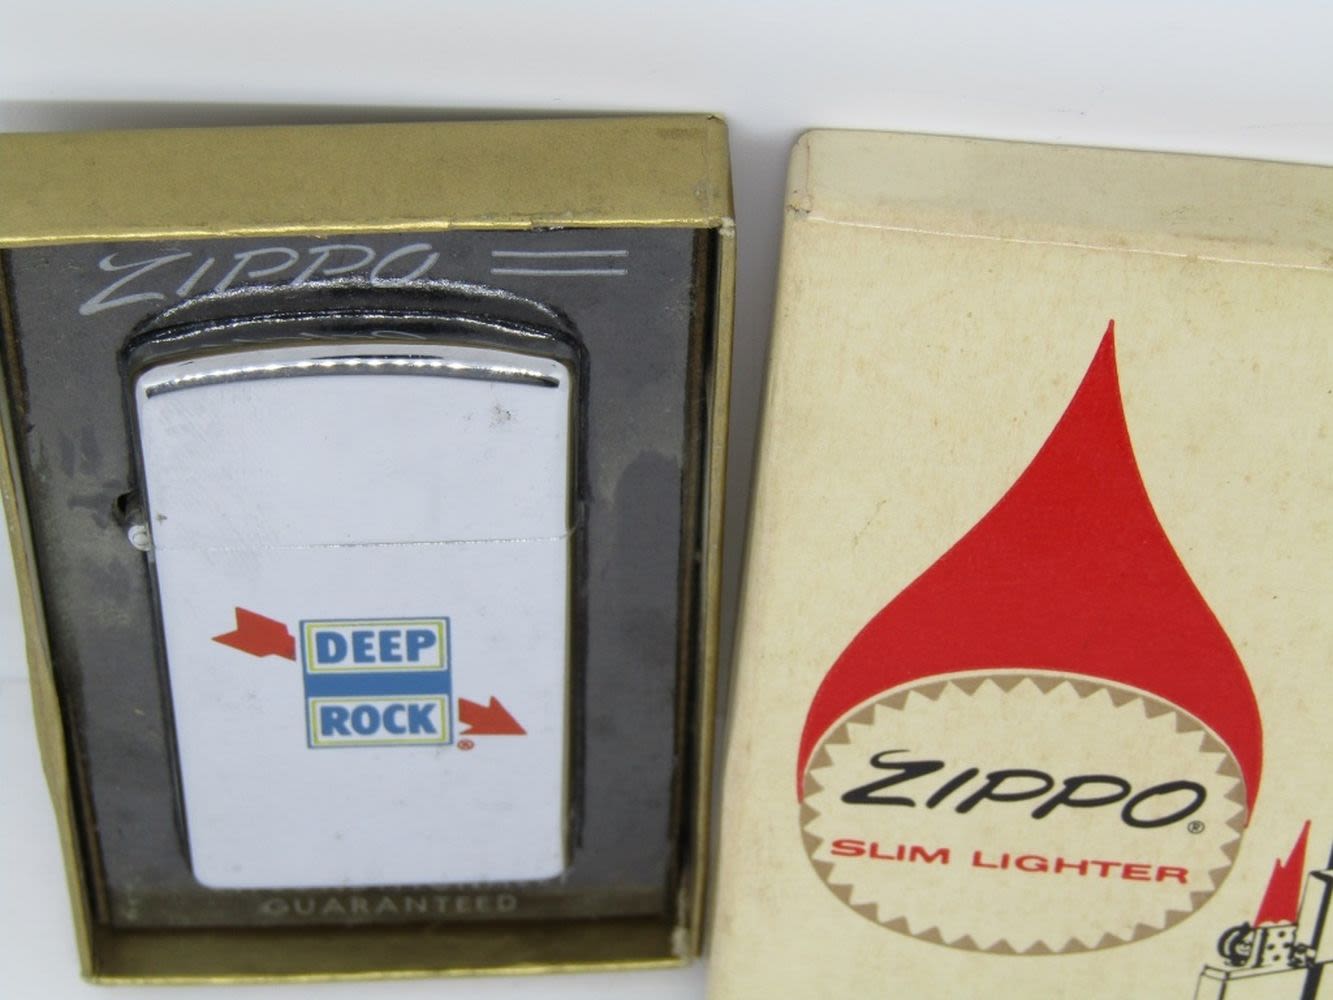 ZIPPO
DEEP
ROCK
®
GUARANTEED
ZIPPO®
SLIM LIGHTER